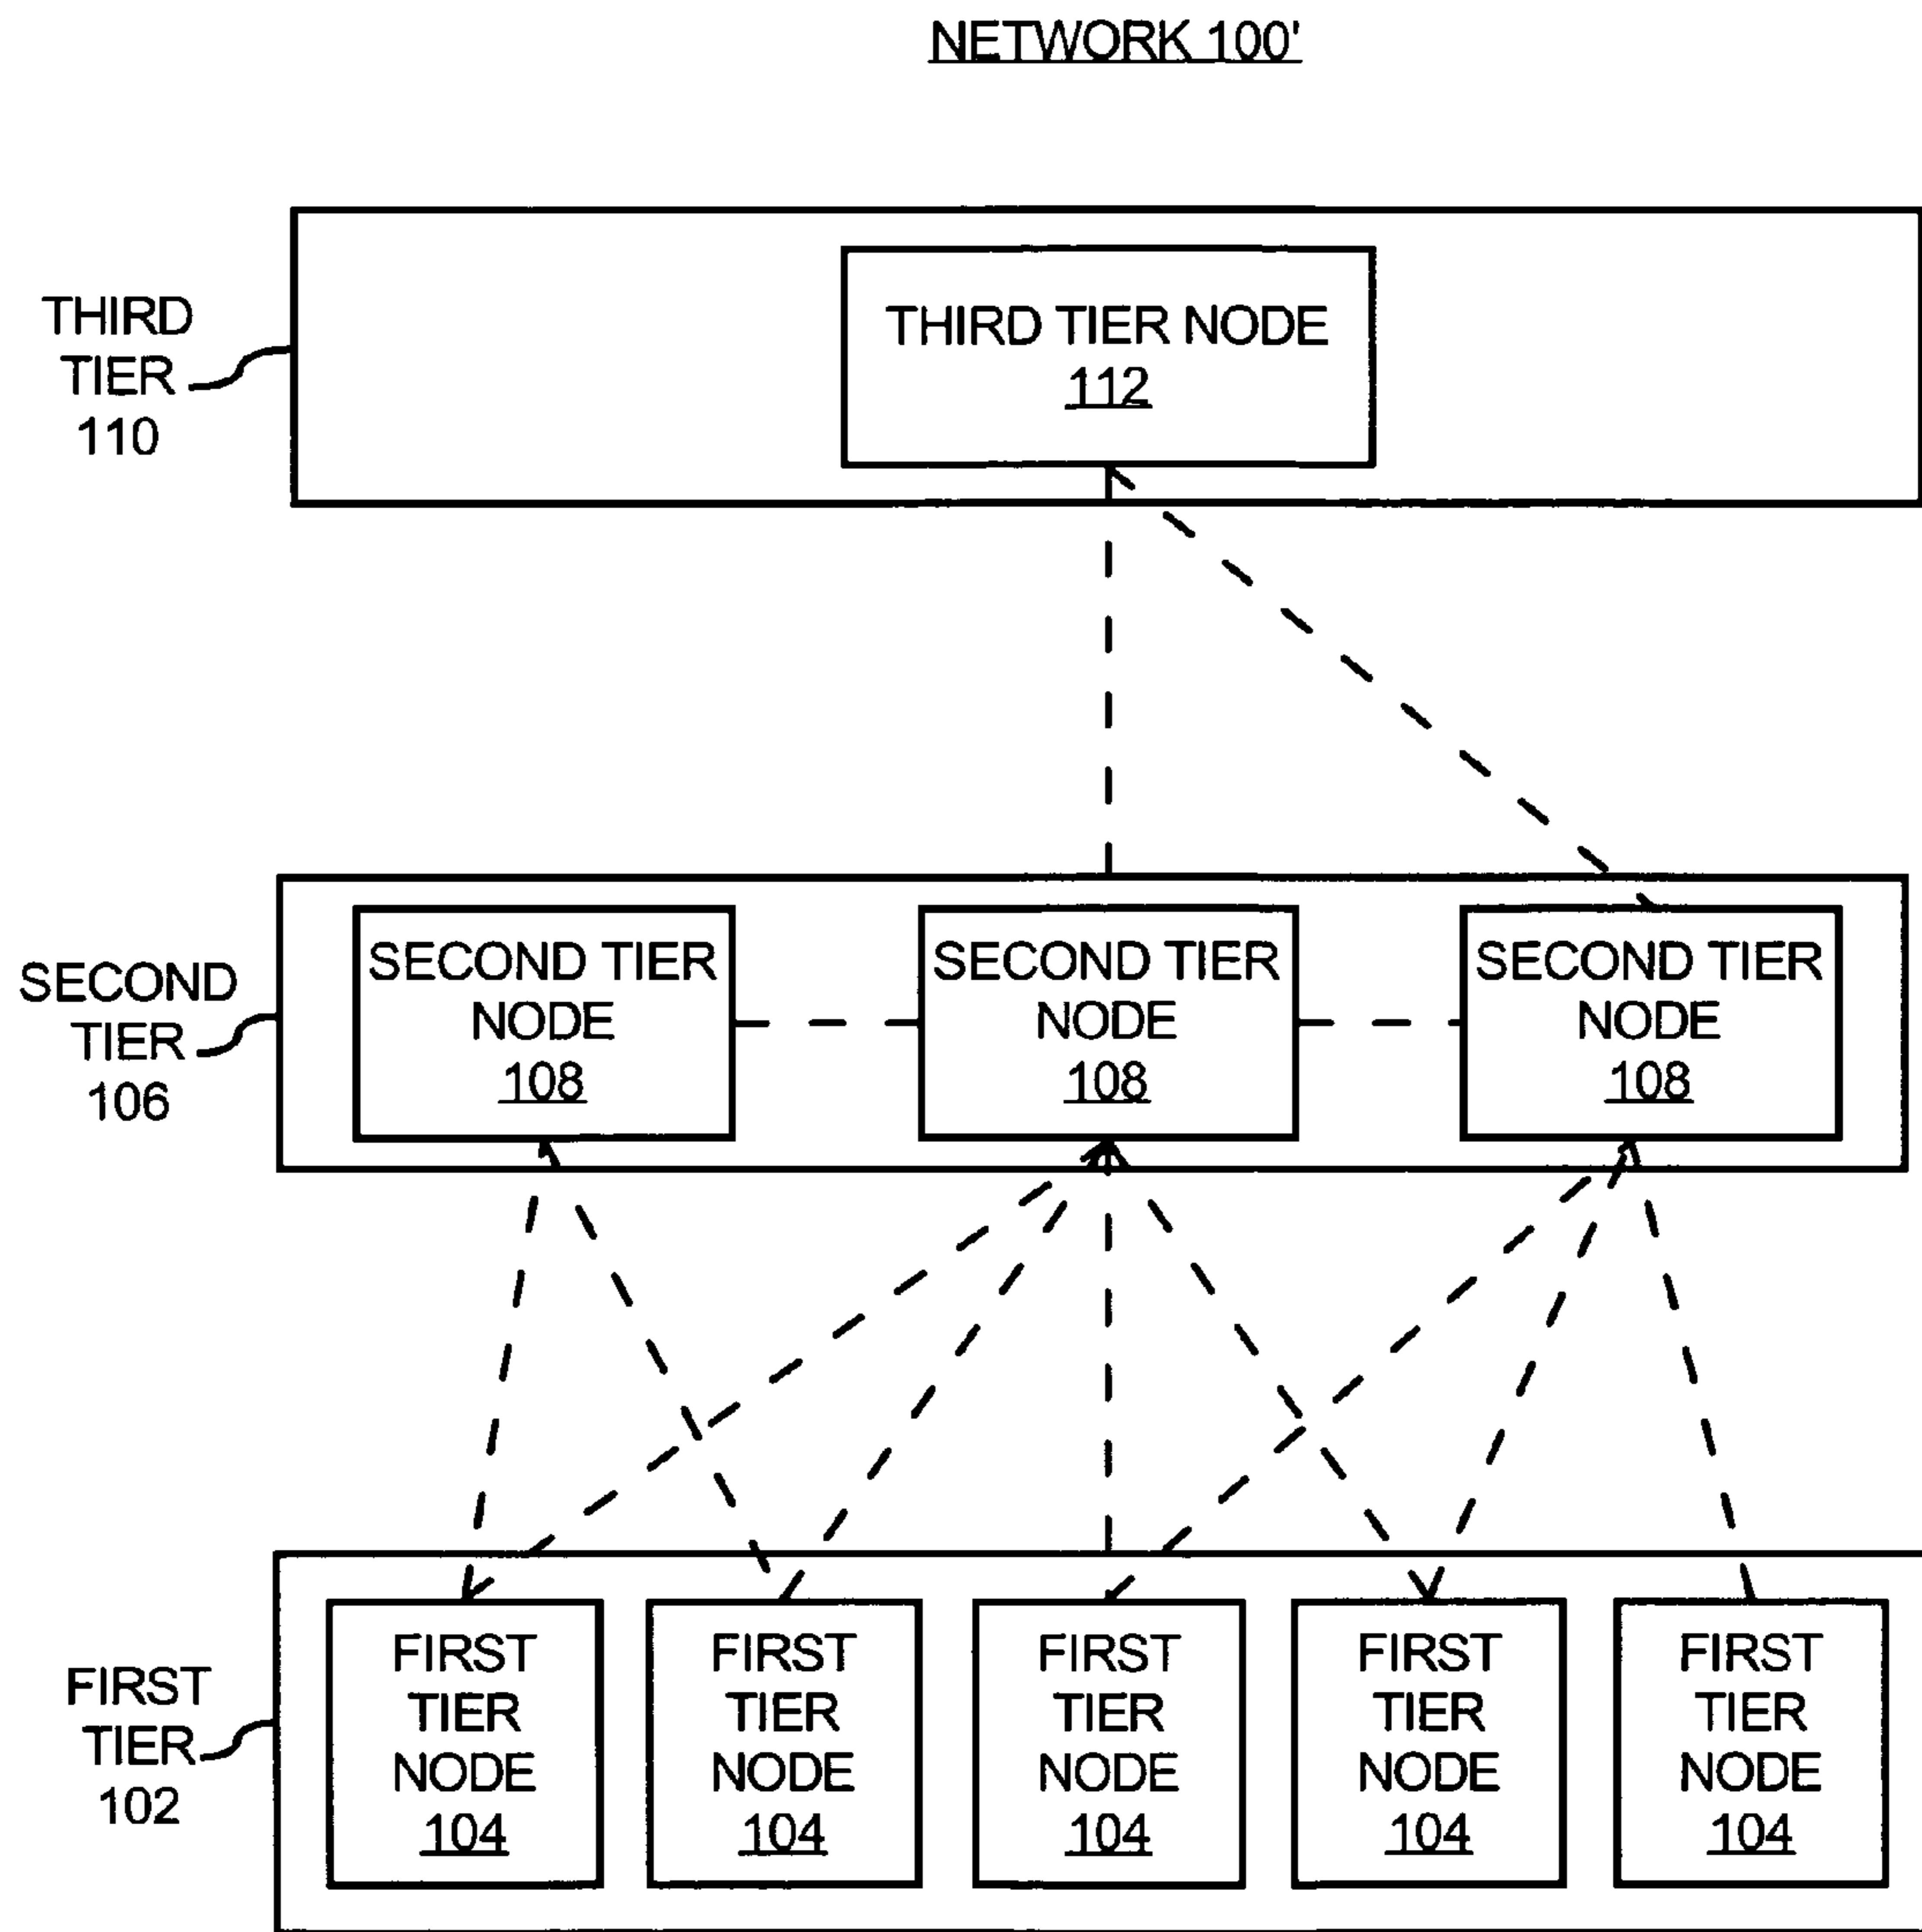 NETWORK 100'
THIRD
TIER
110
THIRD TIER NODE
112
SECOND
TIER
106
SECOND TIER
NODE
108
SECOND TIER
NODE
108
SECOND TIER
NODE
108
FIRST
TIER
102
FIRST
TIER
NODE
104
FIRST
TIER
NODE
104
FIRST
TIER
NODE
104
FIRST
TIER
NODE
104
FIRST
TIER
NODE
104